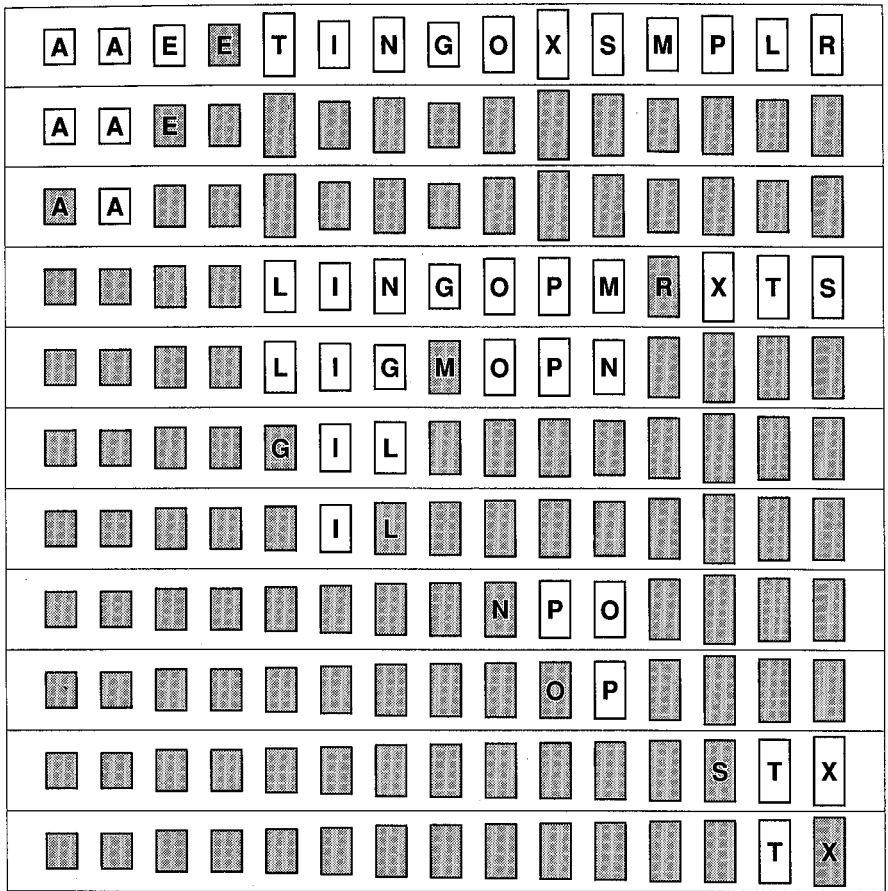 A A E E T I N G O X S M P L R
A A E
A A
L I N G O P M R X T S
L I G M O P N
G I L
I L
N P O
O P
S T X
T X